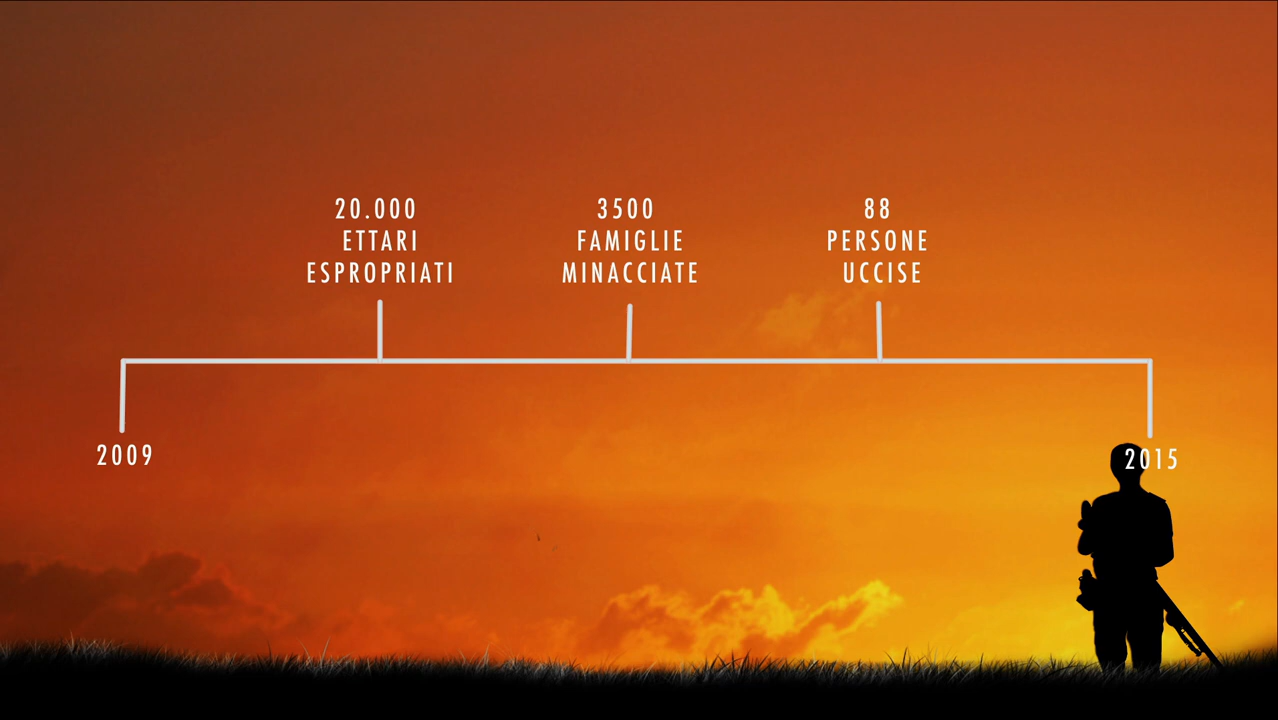 20.000
ETTARI
ESPROPRIATI
3500
FAMIGLIE
MINACCIATE
88
PERSONE
UCCISE
2009
2015